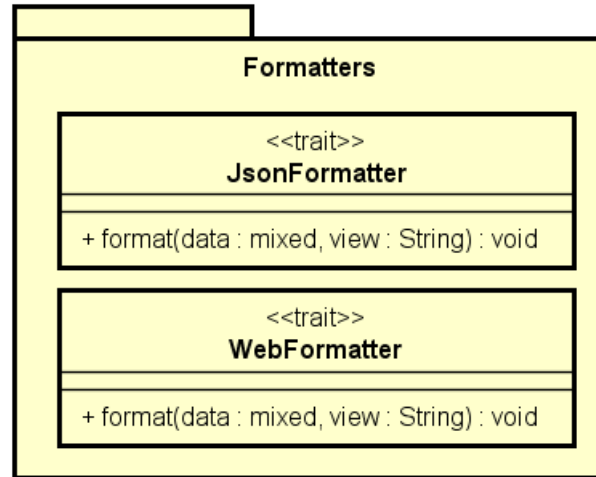 Formatters
<<trait>>
JsonFormatter
+ format(data : mixed, view : String) : void
<<trait>>
WebFormatter
+ format(data : mixed, view : String) : void